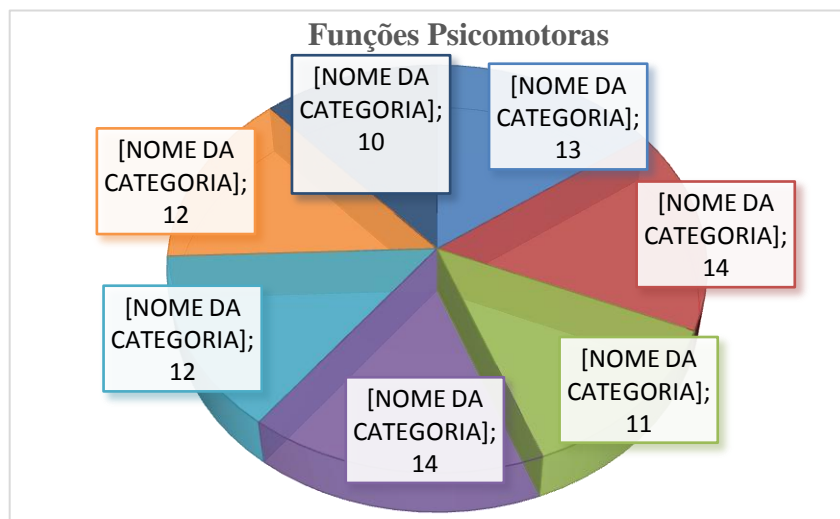 Funções Psicomotoras
[NOME DA
CATEGORIA];
10
[NOME DA
CATEGORIA];
13
[NOME DA
CATEGORIA];
12
[NOME DA
CATEGORIA];
14
[NOME DA
CATEGORIA];
12
[NOME DA
CATEGORIA];
11
[NOME DA
CATEGORIA];
14